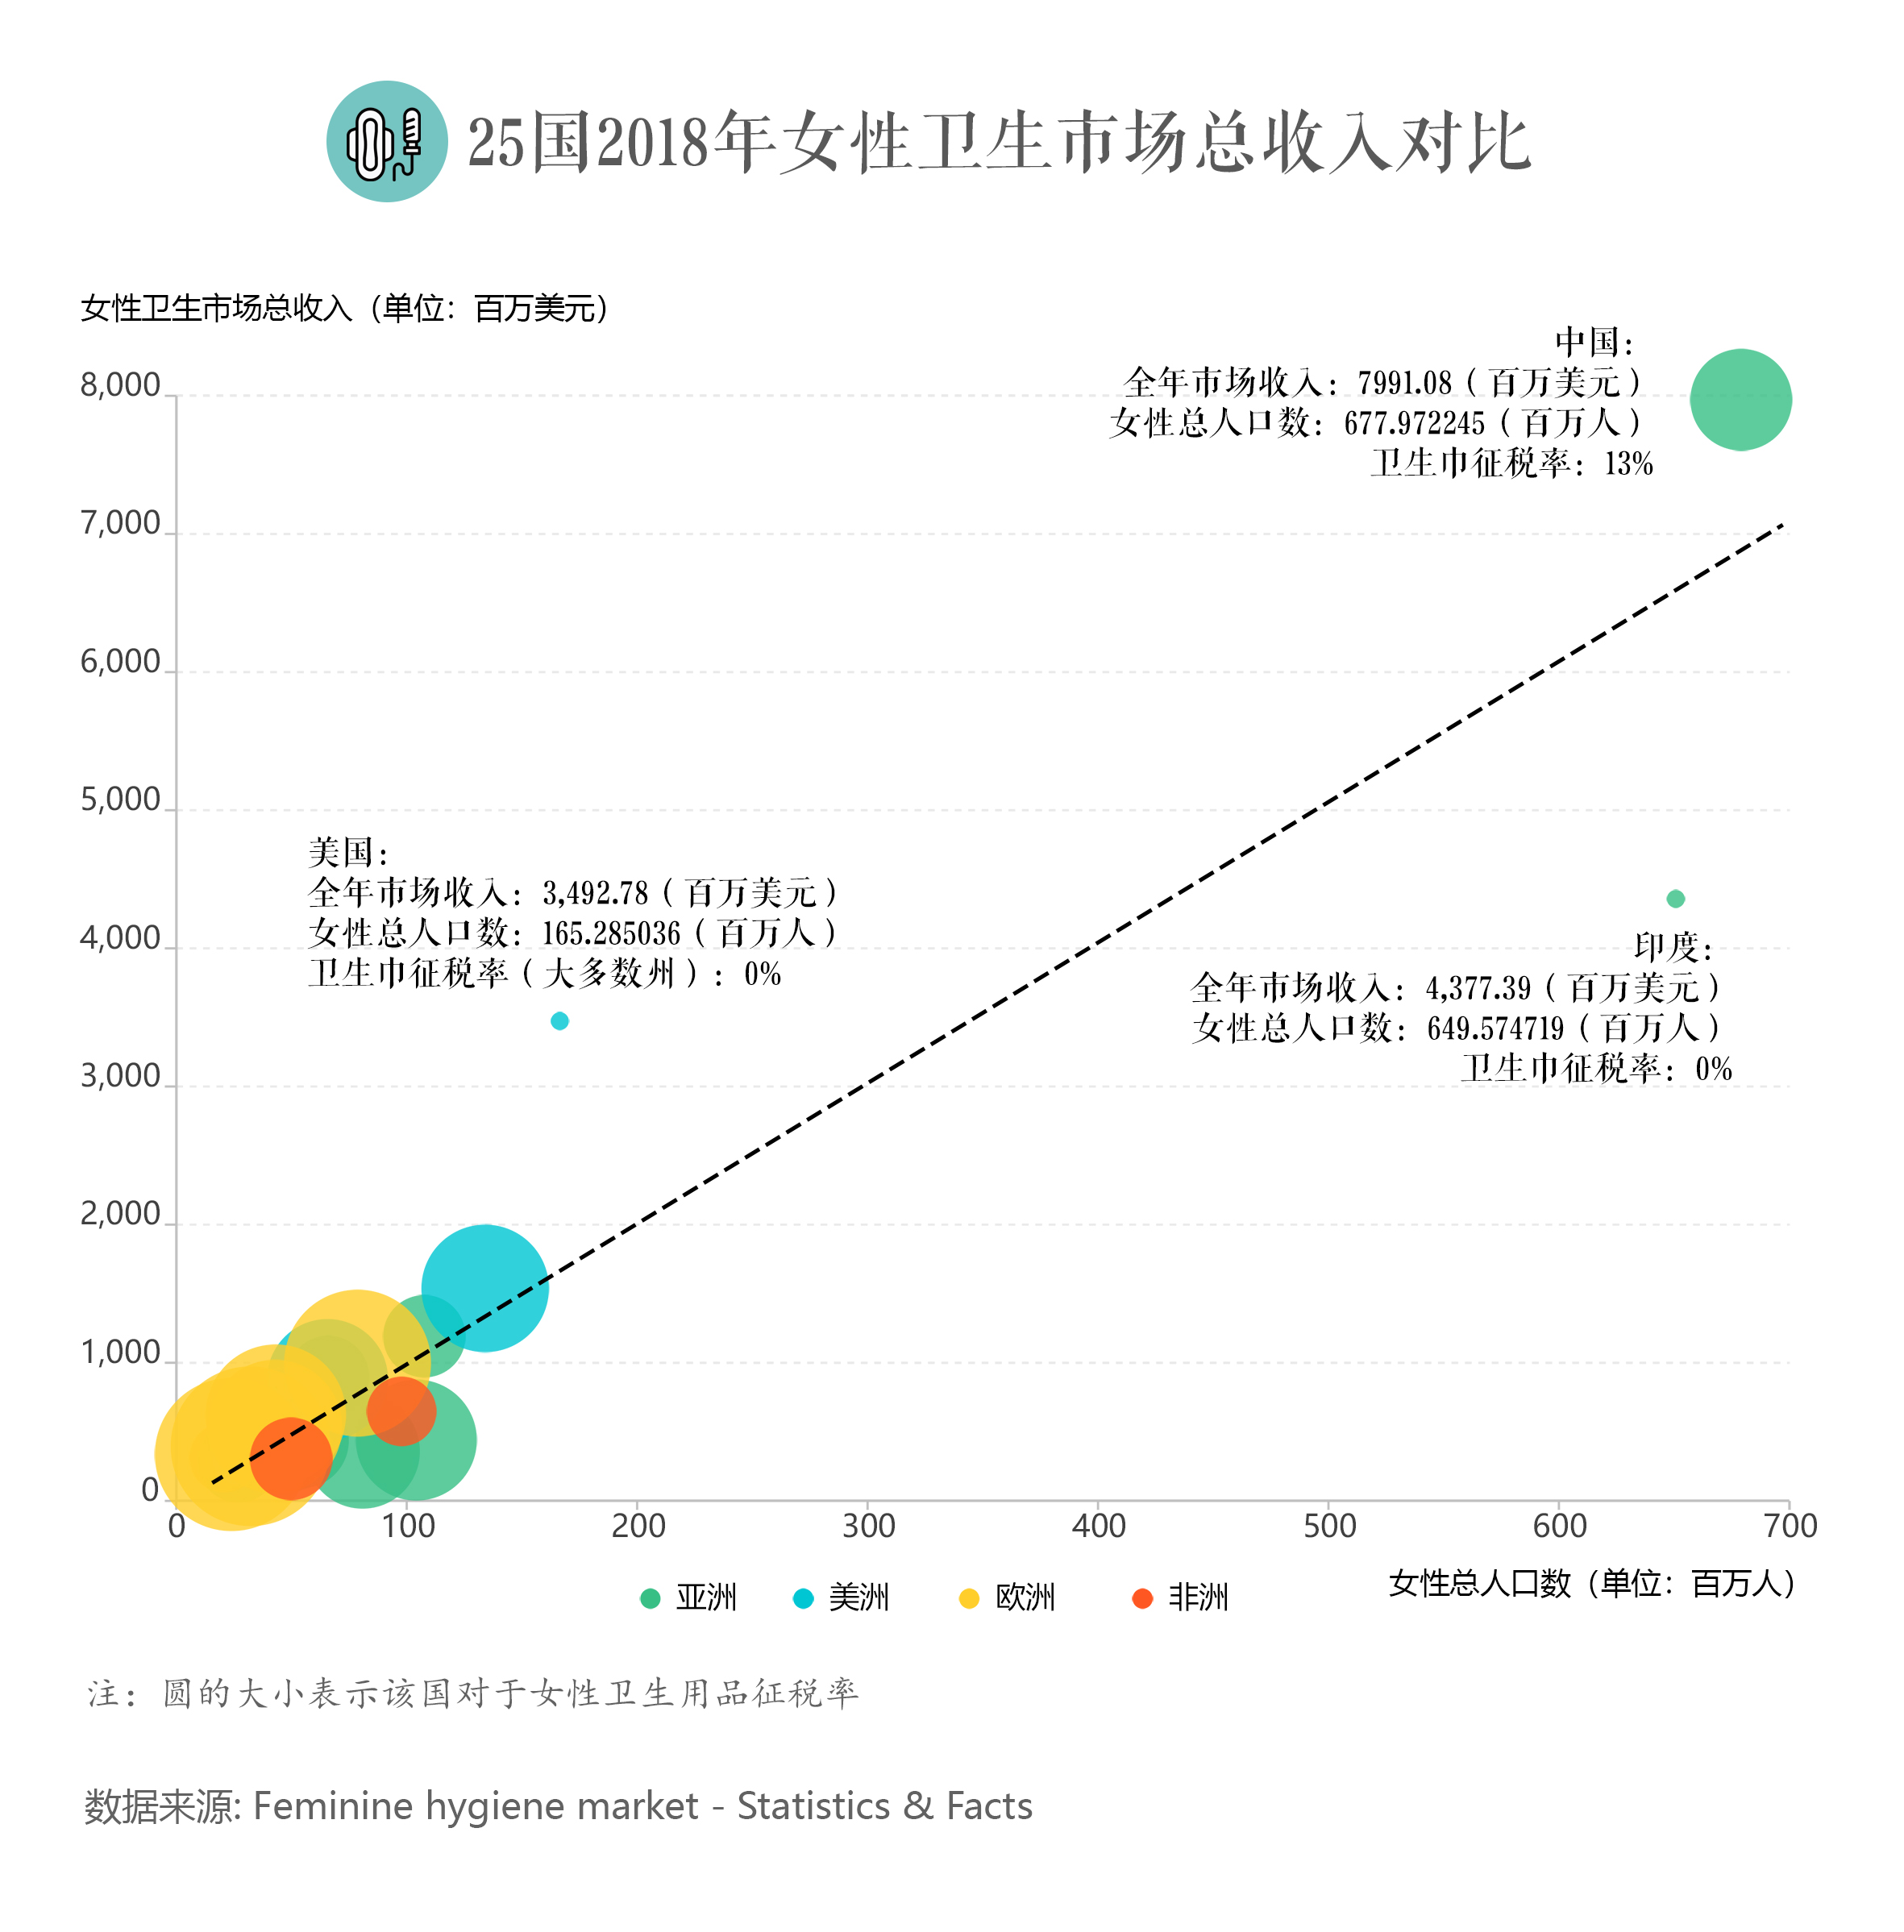 25国2018年女性卫生市场总收入对比
女性卫生市场总收入（单位：百万美元）
中国：
全年市场收入：7991.08（百万美元）
女性总人口数：677.972245（百万人）
卫生巾征税率：13%
8,000
7,000
6,000
5,000
美国：
全年市场收入：3,492.78（百万美元）
女性总人口数：165.285036（百万人）
卫生巾征税率（大多数州）：0%
4,000
印度：
全年市场收入：4,377.39（百万美元）
女性总人口数：649.574719（百万人）
卫生巾征税率：0%
3,000
2,000
1,000
0
0 100 200 300 400 500 600 700
女性总人口数（单位：百万人）
亚洲 美洲 欧洲 非洲
注：圆的大小表示该国对于女性卫生用品征税率
数据来源: Feminine hygiene market - Statistics & Facts